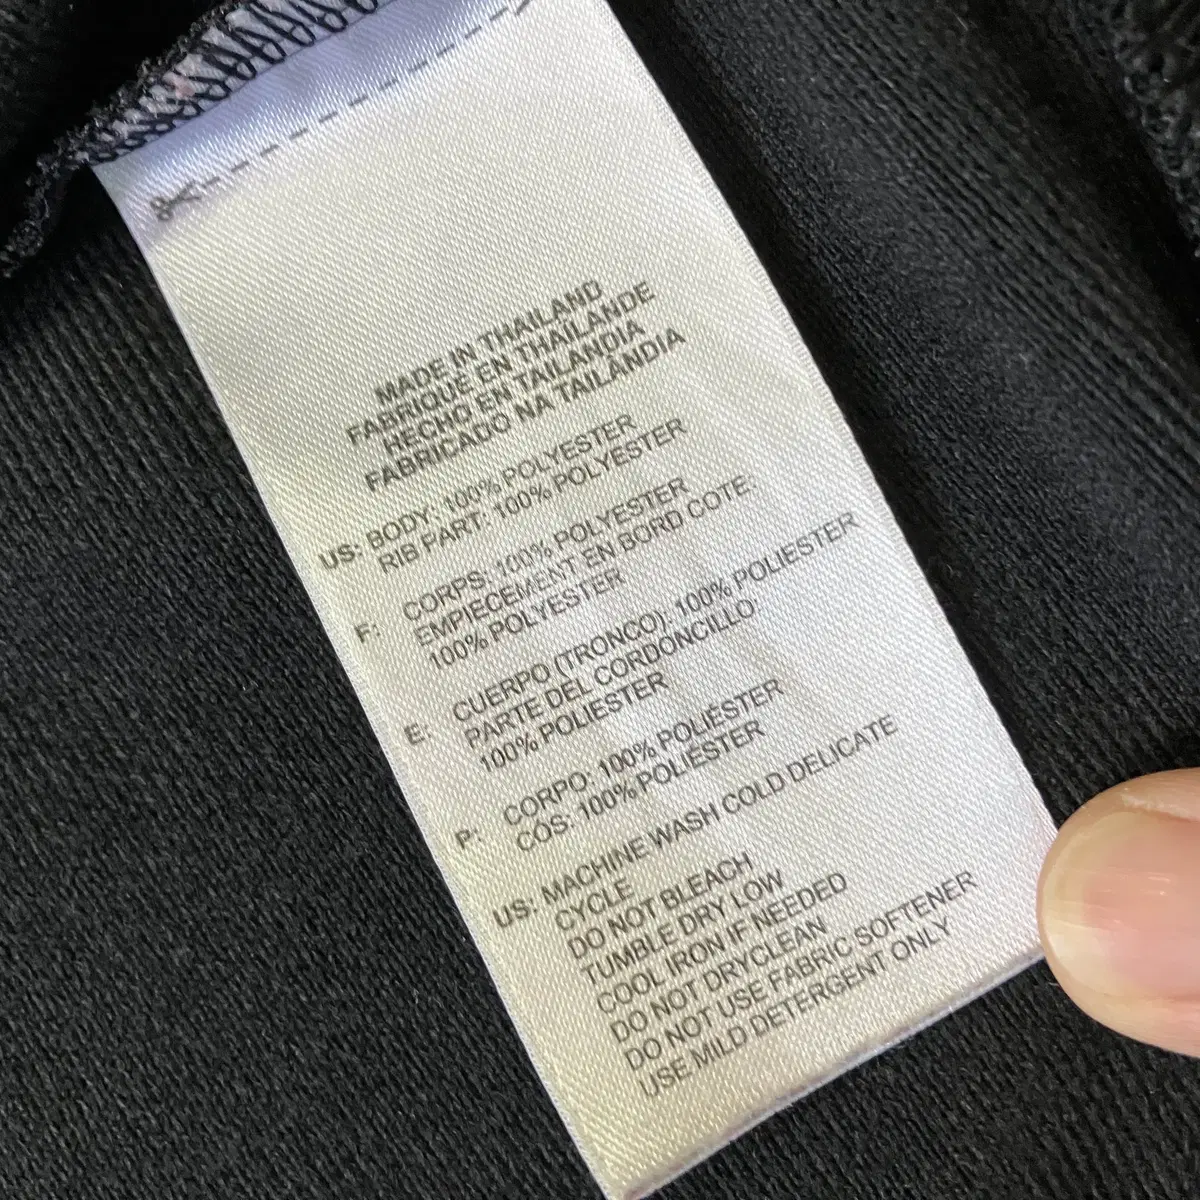 MADE IN THAILAND
FABRIQUÉ EN THAÏLANDE
HECHO EN TAILANDIA
FABRICADO NA TAILÂNDIA
US: BODY: 100% POLYESTER
RIB PART: 100% POLYESTER
F: CORPS: 100% POLYESTER
EMPIECEMENT EN BORD COTE:
100% POLYESTER
E: CUERPO (TRONCO): 100% POLIESTER
PARTE DEL CORDONCILLO:
100% POLIESTER
P: CORPO: 100% POLIÉSTER
CÓS: 100% POLIÉSTER
US: MACHINE WASH COLD DELICATE
CYCLE
DO NOT BLEACH
TUMBLE DRY LOW
COOL IRON IF NEEDED
DO NOT DRYCLEAN
DO NOT USE FABRIC SOFTENER
USE MILD DETERGENT ONLY